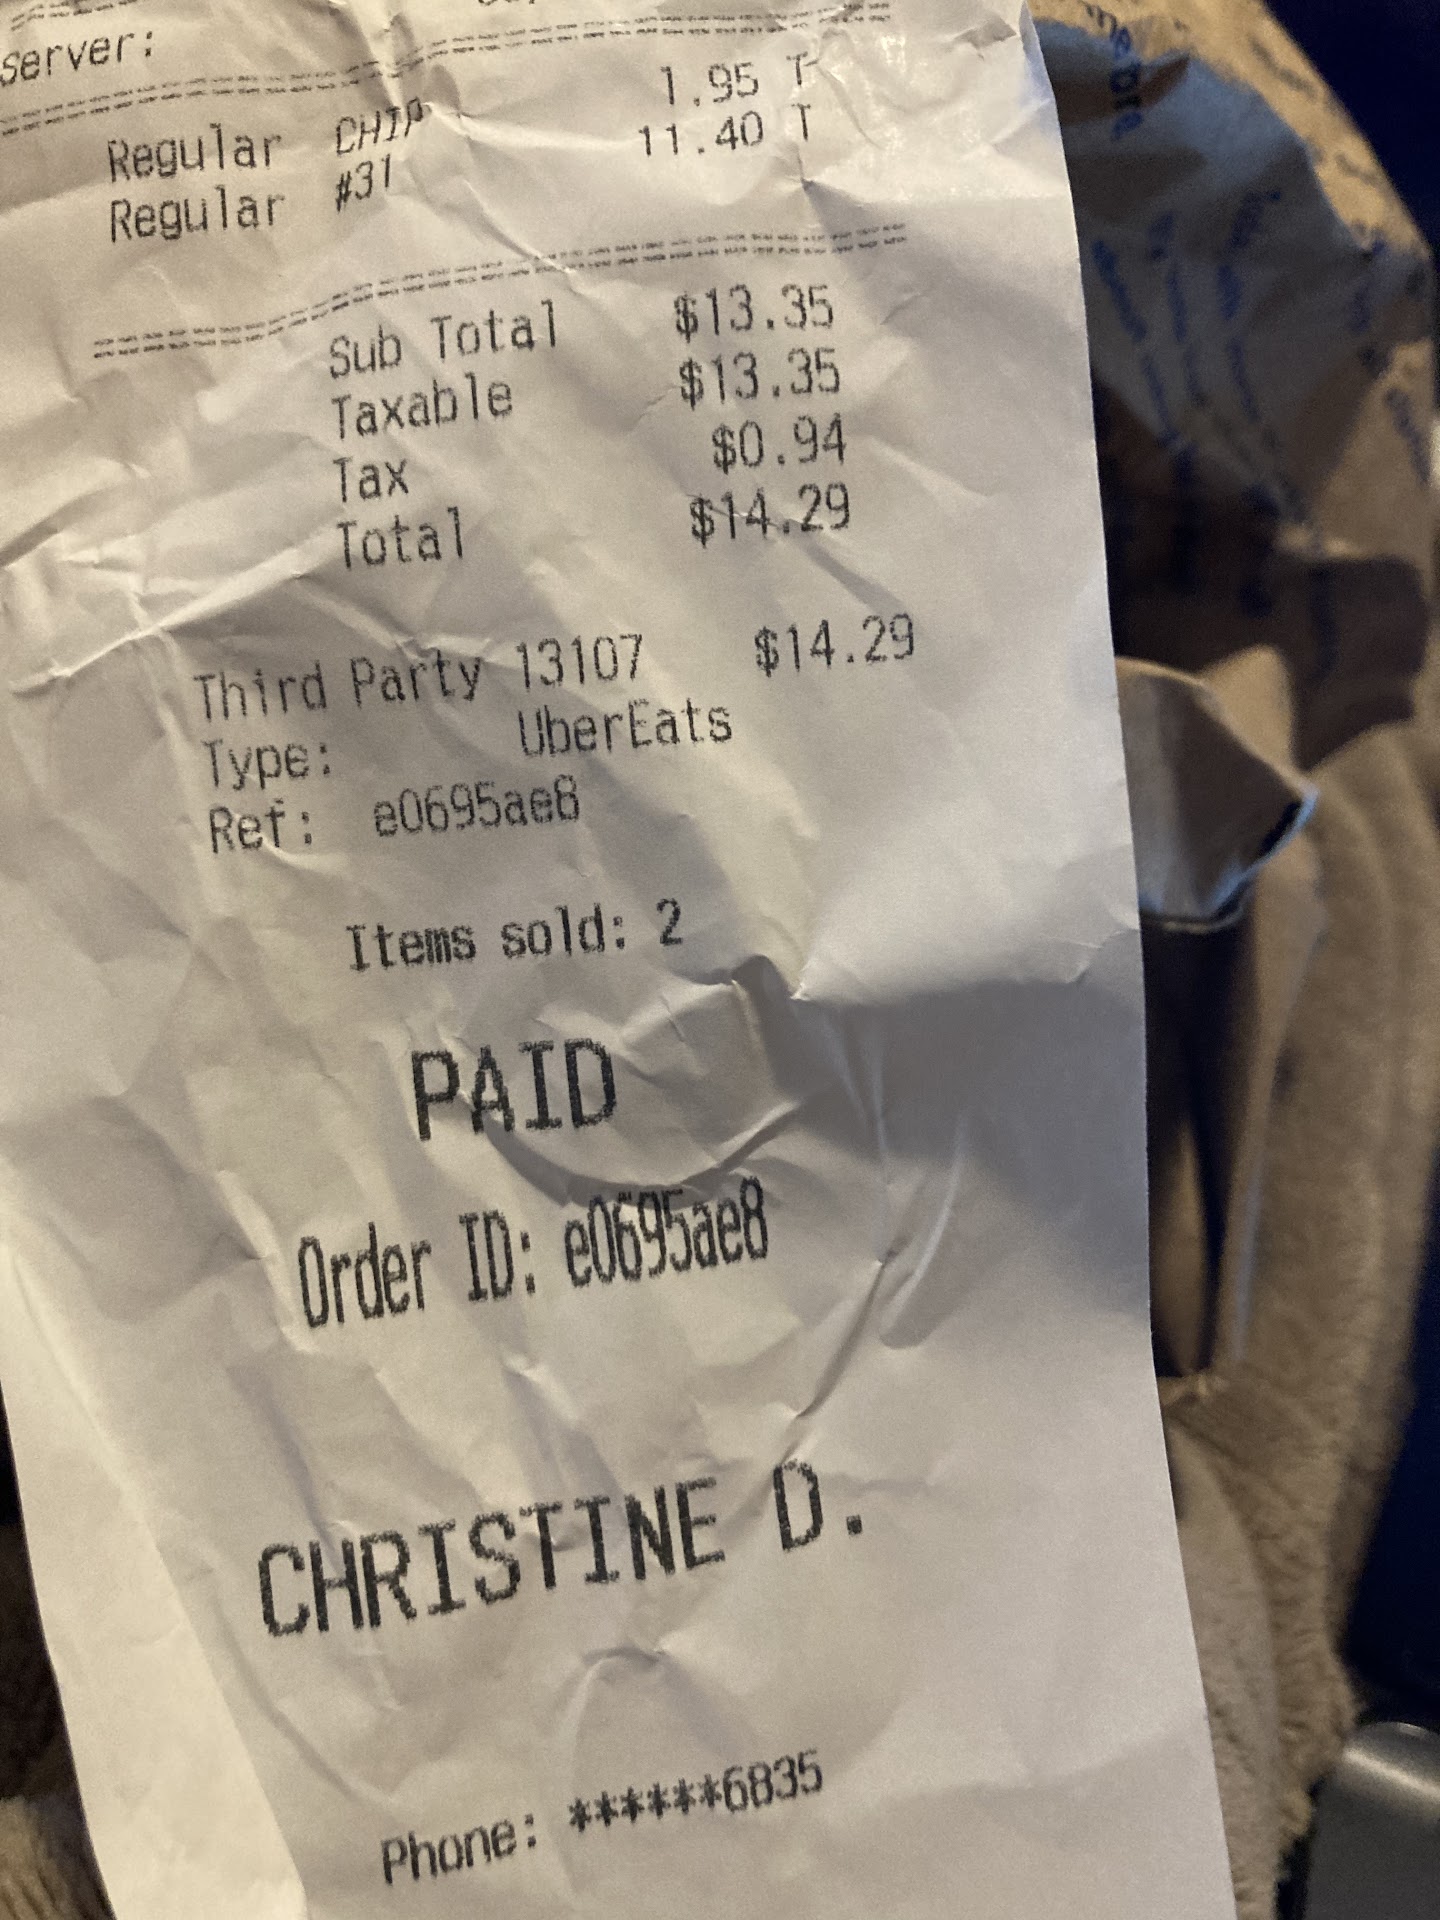 Server:
Regular CHIP 1.95 T
Regular #31 11.40 T
Sub Total $13.35
Taxable $13.35
Tax $0.94
Total $14.29
Third Party 13107 $14.29
Type: UberEats
Ref: e0695ae8
Items sold: 2
PAID
Order ID: e0695ae8
CHRISTINE D.
Phone: ******6835